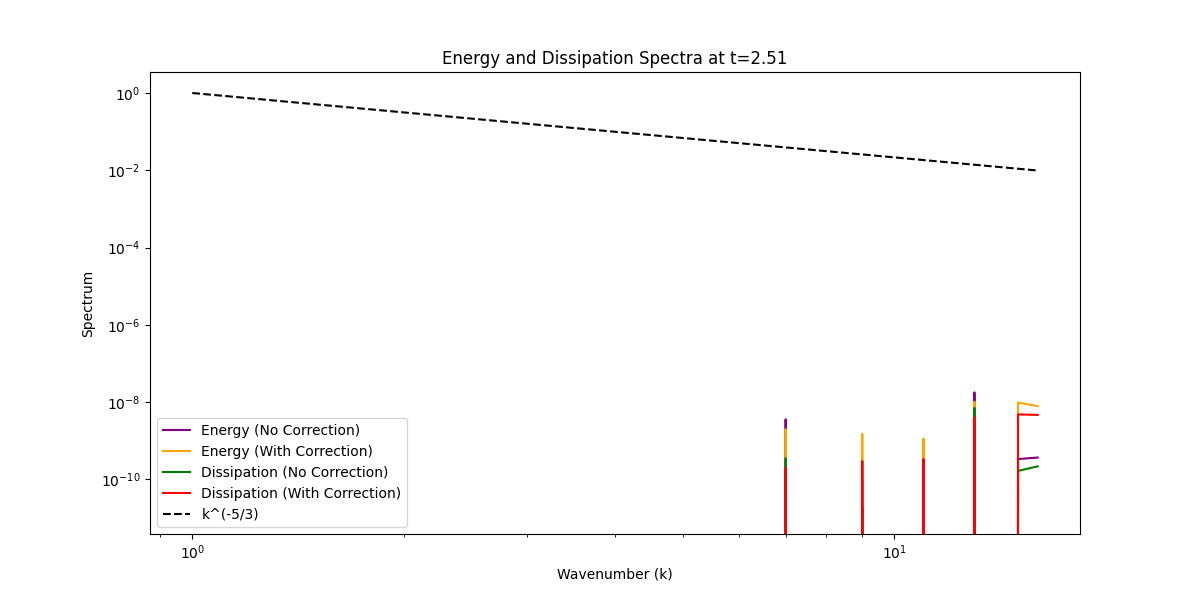 Energy and Dissipation Spectra at t=2.51
Spectrum
10^0
10^-2
10^-4
10^-6
10^-8
10^-10
Energy (No Correction)
Energy (With Correction)
Dissipation (No Correction)
Dissipation (With Correction)
k^(-5/3)
10^0
10^1
Wavenumber (k)